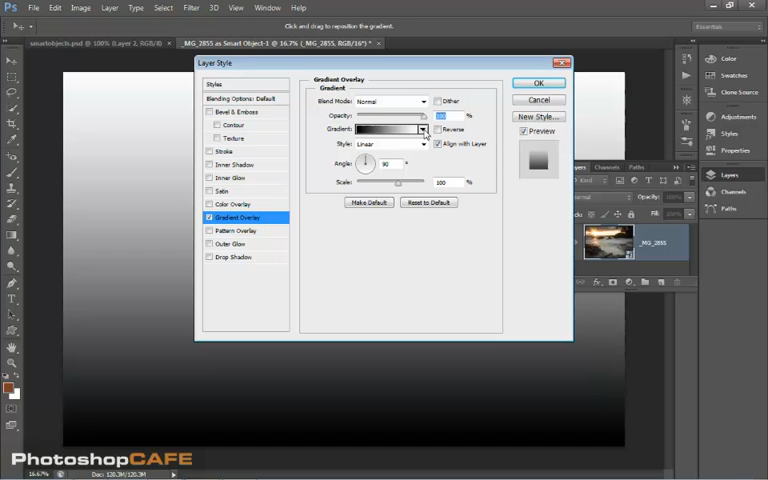 Ps File Edit Image Layer Type Select Filter 3D View Window Help
Click and drag to reposition the gradient.
Essentials
smartobjects.psd @ 100% (Layer 2, RGB/8) × _MG_2855 as Smart Object-1 @ 16.7% (_MG_2855, RGB/16*) * ×
Layer Style
Styles
Blending Options: Default
Bevel & Emboss
Contour
Texture
Stroke
Inner Shadow
Inner Glow
Satin
Color Overlay
Gradient Overlay
Pattern Overlay
Outer Glow
Drop Shadow
Gradient Overlay
Gradient
Blend Mode: Normal Dither
Opacity: 100 %
Gradient: Reverse
Style: Linear Align with Layer
Angle: 90 °
Scale: 100 %
Make Default Reset to Default
OK
Cancel
New Style...
Preview
Color
Swatches
Clone Source
Adjustments
Styles
Properties
Layers
Channels
Paths
Channels Paths
Kind
Opacity:
Fill:
_MG_2855
PhotoshopCAFE
16.67% Doc: 120.3M/120.3M